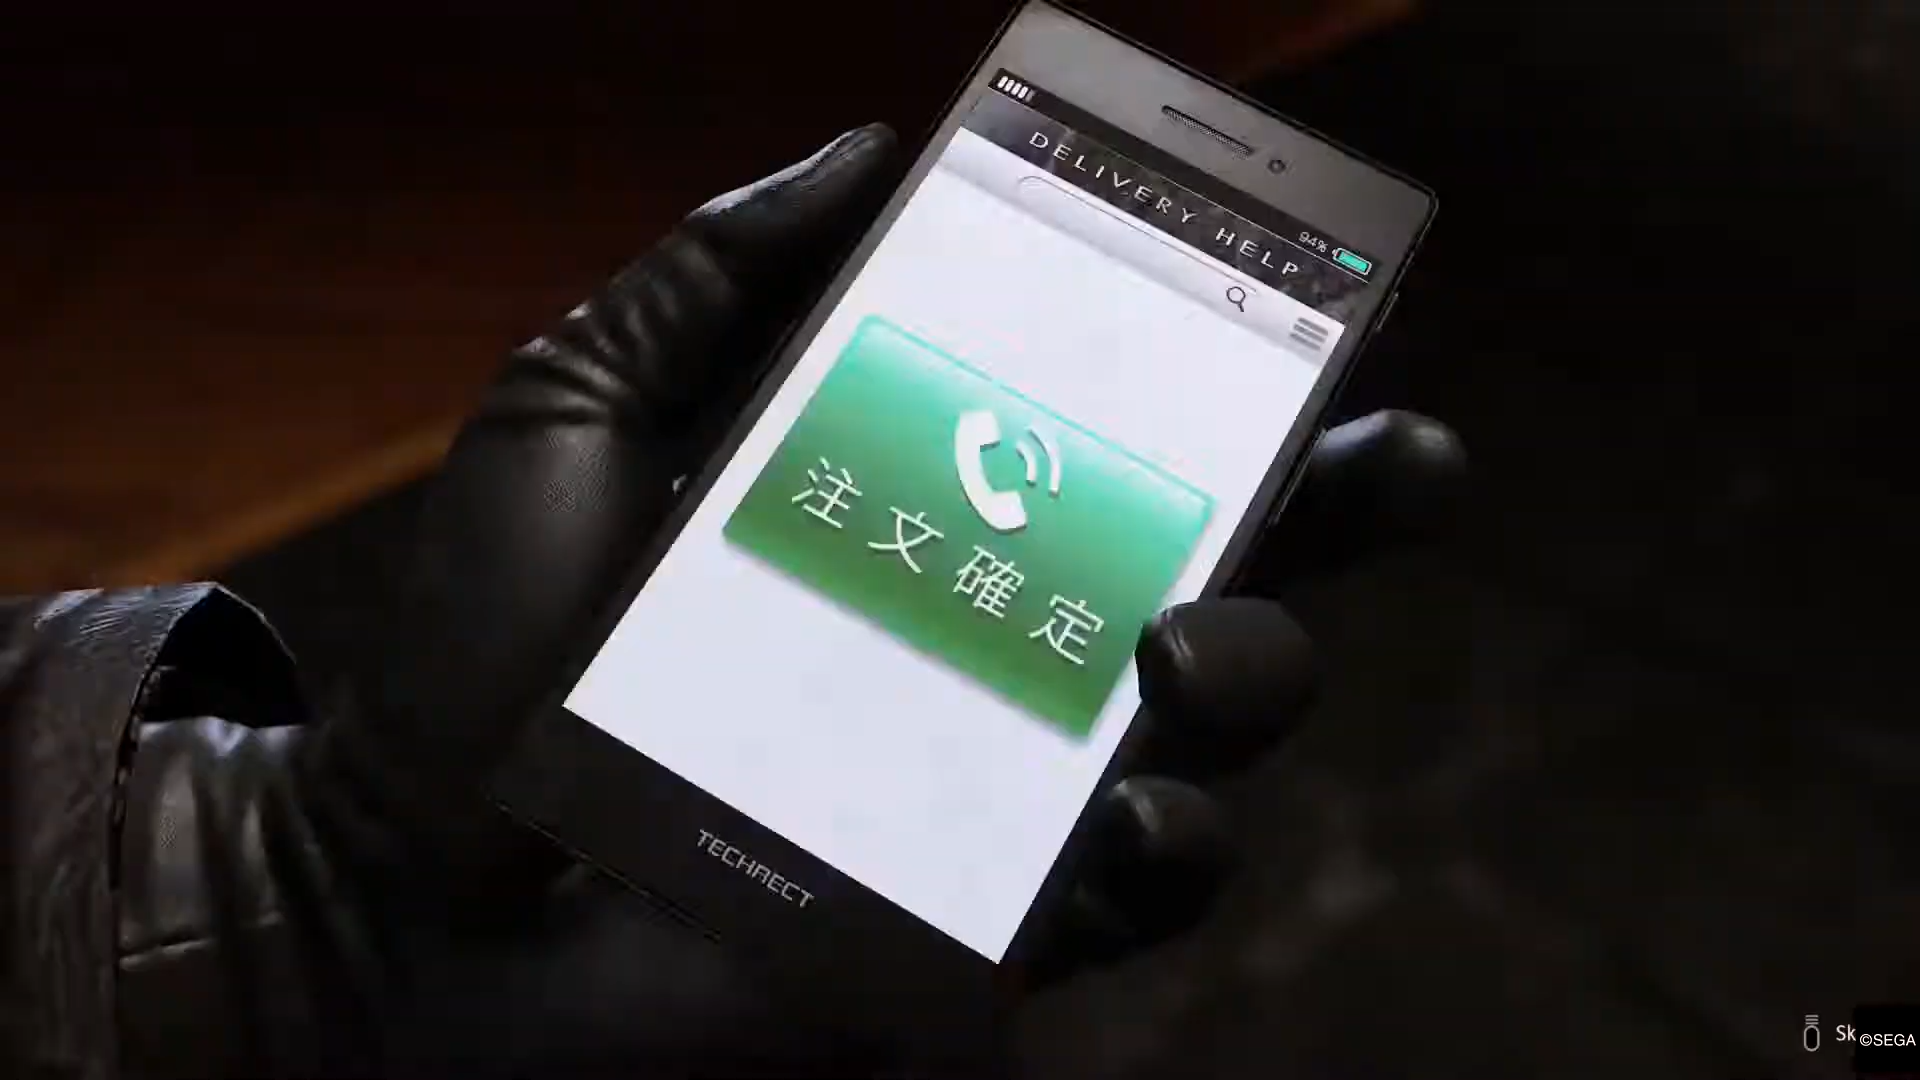 DELIVERY HELP
94%
注文確定
TECHRECT
Sk
©SEGA